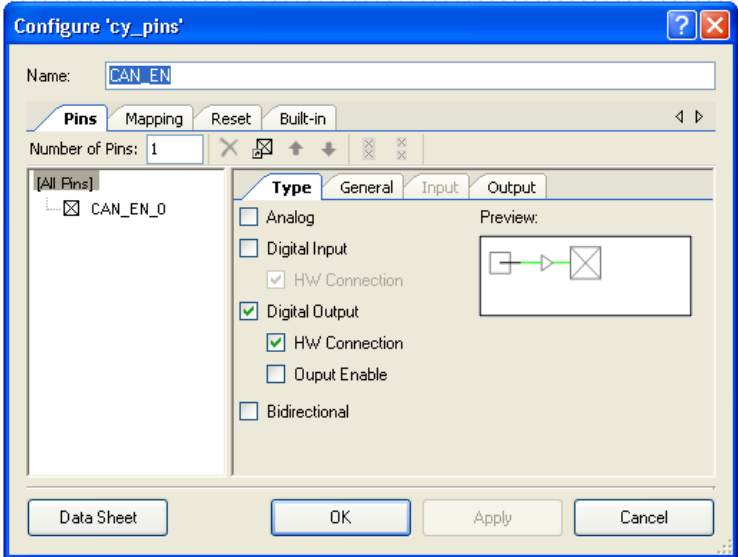 Configure 'cy_pins'
Name: CAN_EN
Pins Mapping Reset Built-in
Number of Pins: 1
[All Pins]
CAN_EN_0
Type General Input Output
Analog
Preview:
Digital Input
HW Connection
Digital Output
HW Connection
Ouput Enable
Bidirectional
Data Sheet OK Apply Cancel